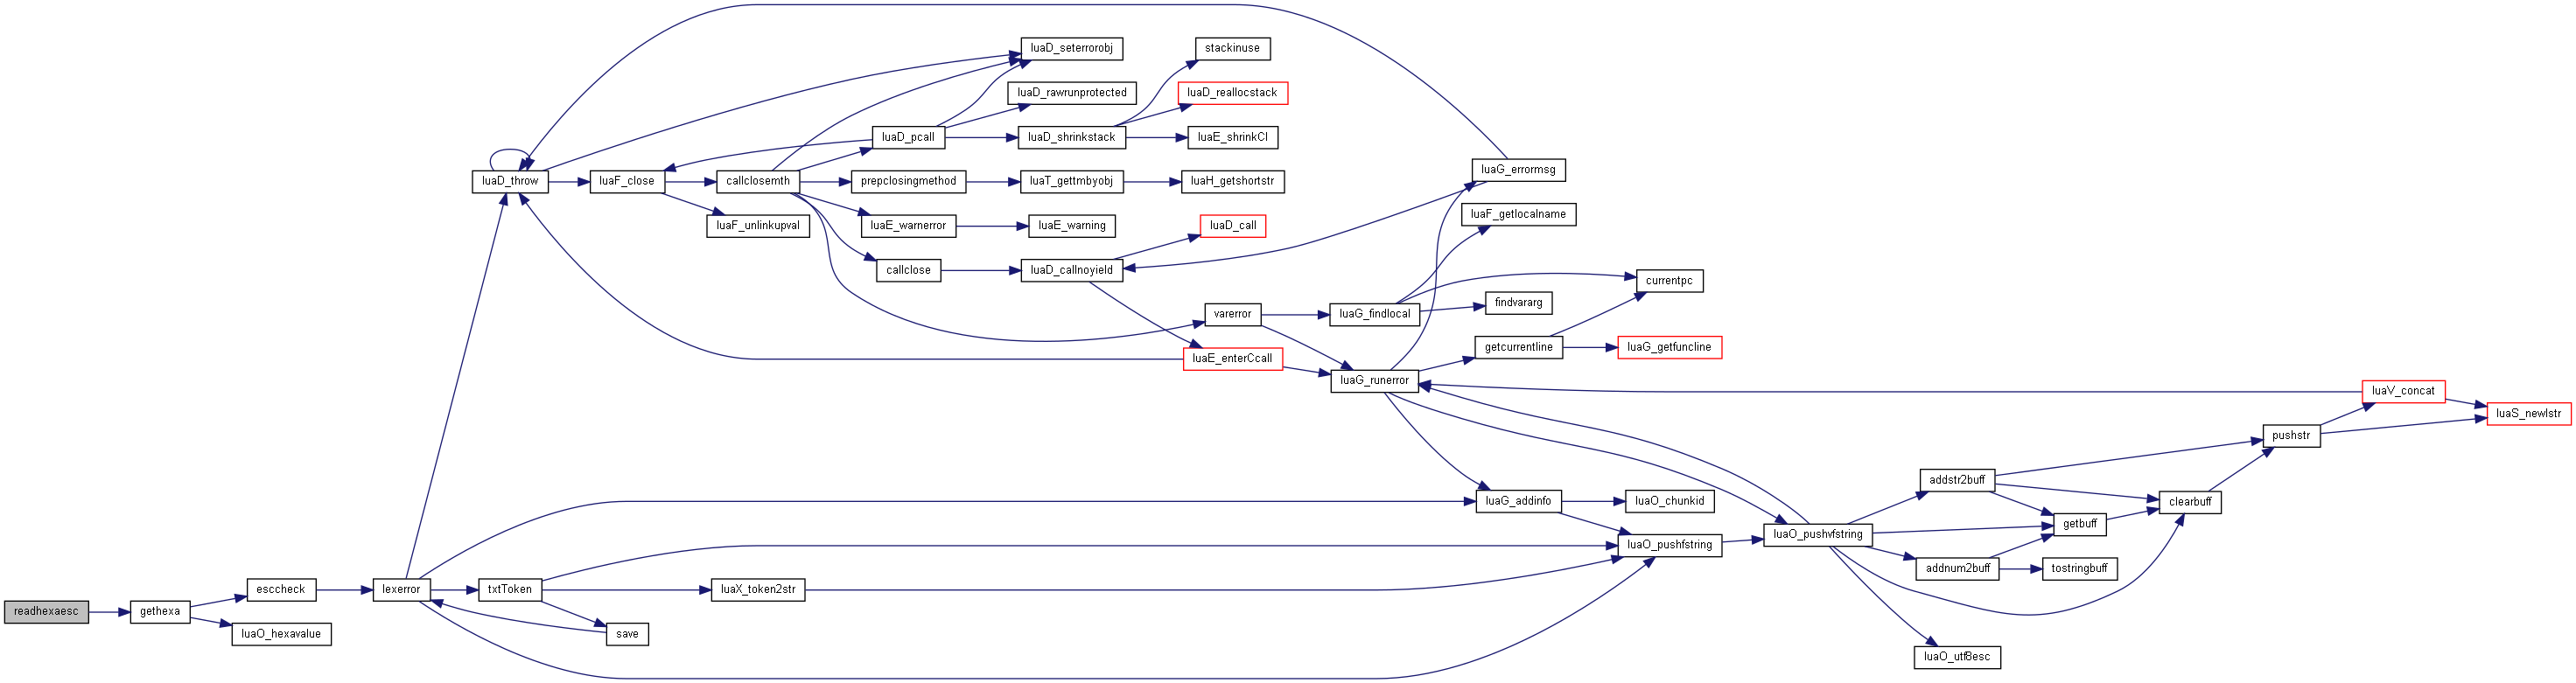 luaD_seterrorobj
stackinuse
luaD_rawrunprotected
luaD_reallocstack
luaD_pcall
luaD_shrinkstack
luaE_shrinkCI
luaG_errormsg
luaD_throw
luaF_close
callclosemth
prepclosingmethod
luaT_gettmbyobj
luaH_getshortstr
luaF_getlocalname
luaF_unlinkupval
luaE_warnerror
luaE_warning
luaD_call
callclose
luaD_callnoyield
currentpc
findvararg
varerror
luaG_findlocal
getcurrentline
luaG_getfuncline
luaE_enterCcall
luaG_runerror
luaV_concat
luaS_newlstr
pushstr
addstr2buff
luaG_addinfo
luaO_chunkid
clearbuff
getbuff
luaO_pushvfstring
luaO_pushfstring
addnum2buff
tostringbuff
esccheck
lexerror
txtToken
luaX_token2str
readhexaesc
gethexa
luaO_hexavalue
save
luaO_utf8esc